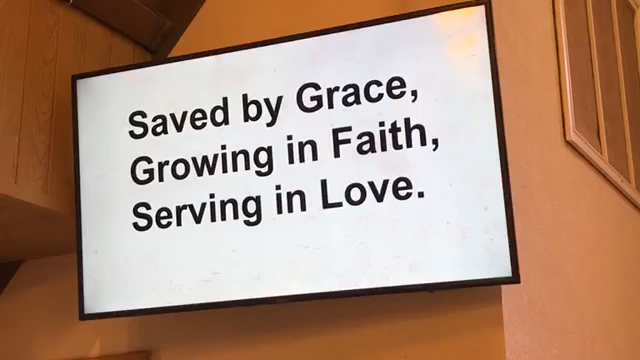 Saved by Grace,
Growing in Faith,
Serving in Love.